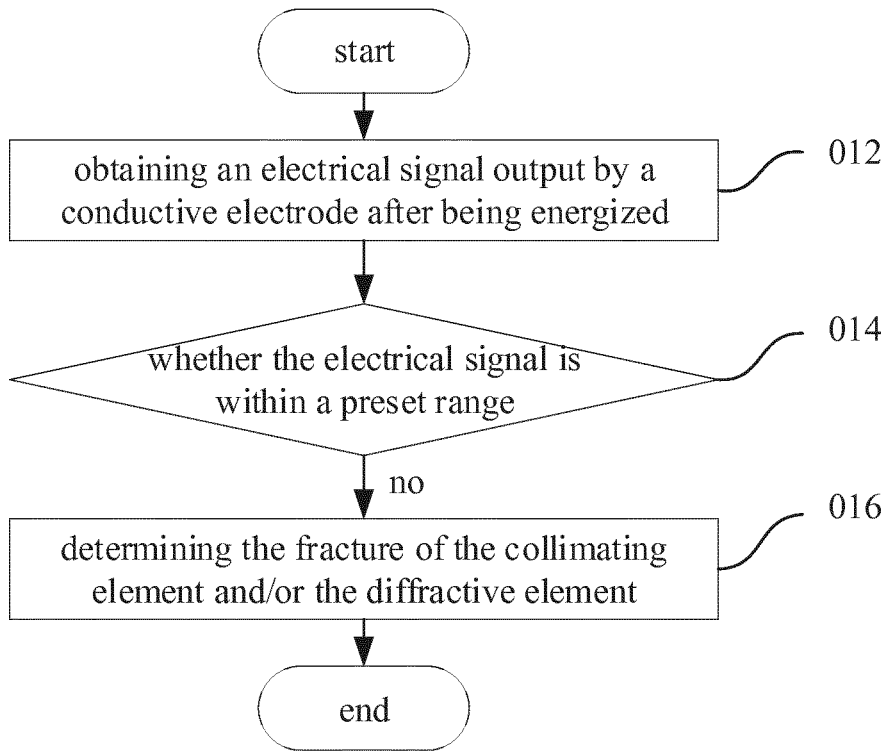 start
obtaining an electrical signal output by a
conductive electrode after being energized
012
whether the electrical signal is
within a preset range
014
no
determining the fracture of the collimating
element and/or the diffractive element
016
end